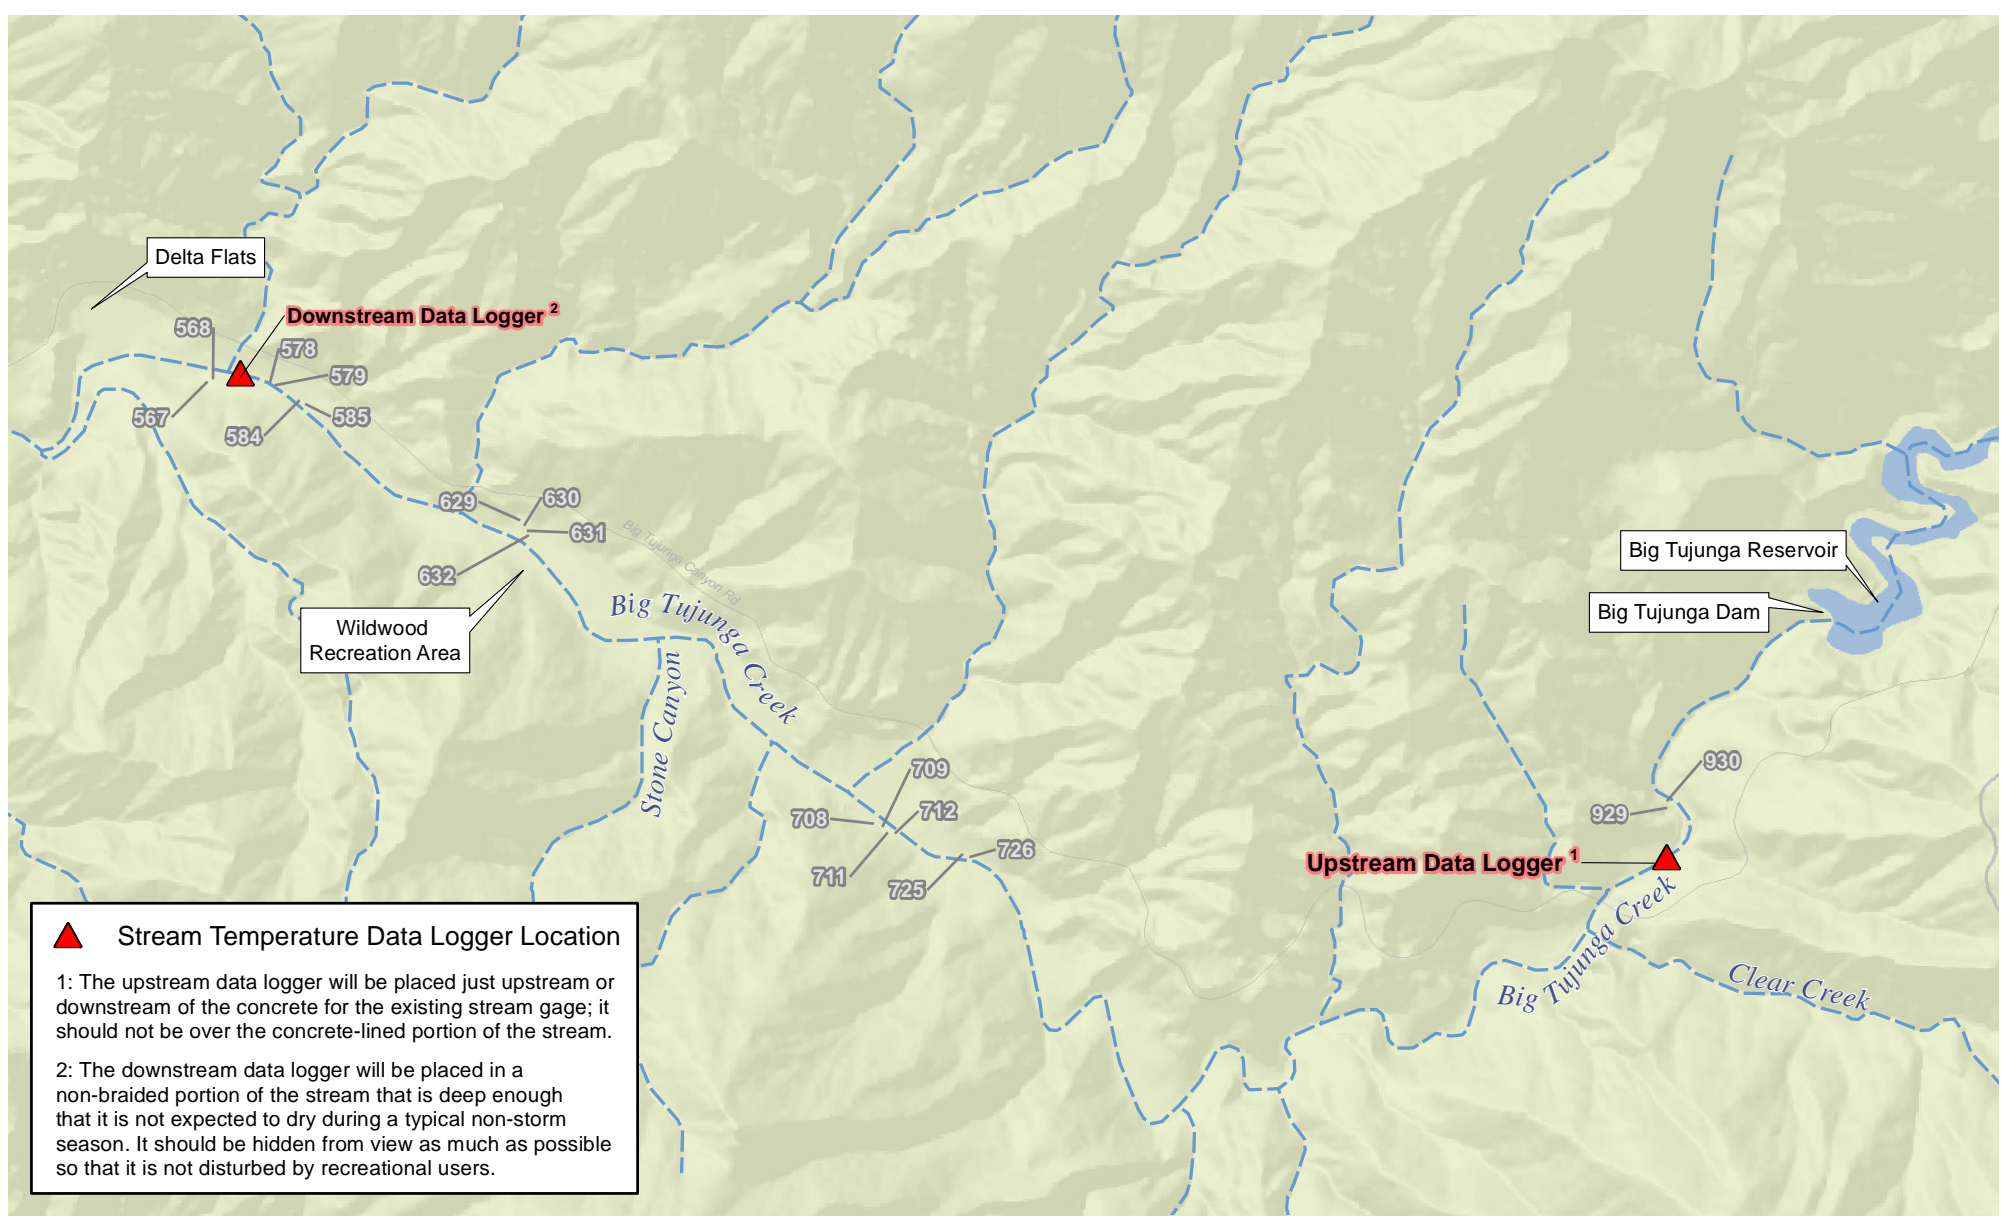 Delta Flats
Downstream Data Logger 2
568
578
579
567
585
584
629
630
631
632
Big Tujunga Canyon Rd
Big Tujunga Reservoir
Big Tujunga Dam
Wildwood
Recreation Area
Big Tujunga Creek
Stone Canyon
709
708
712
711
726
725
930
929
Upstream Data Logger 1
Big Tujunga Creek
Clear Creek
Stream Temperature Data Logger Location
1: The upstream data logger will be placed just upstream or
downstream of the concrete for the existing stream gage; it
should not be over the concrete-lined portion of the stream.
2: The downstream data logger will be placed in a
non-braided portion of the stream that is deep enough
that it is not expected to dry during a typical non-storm
season. It should be hidden from view as much as possible
so that it is not disturbed by recreational users.